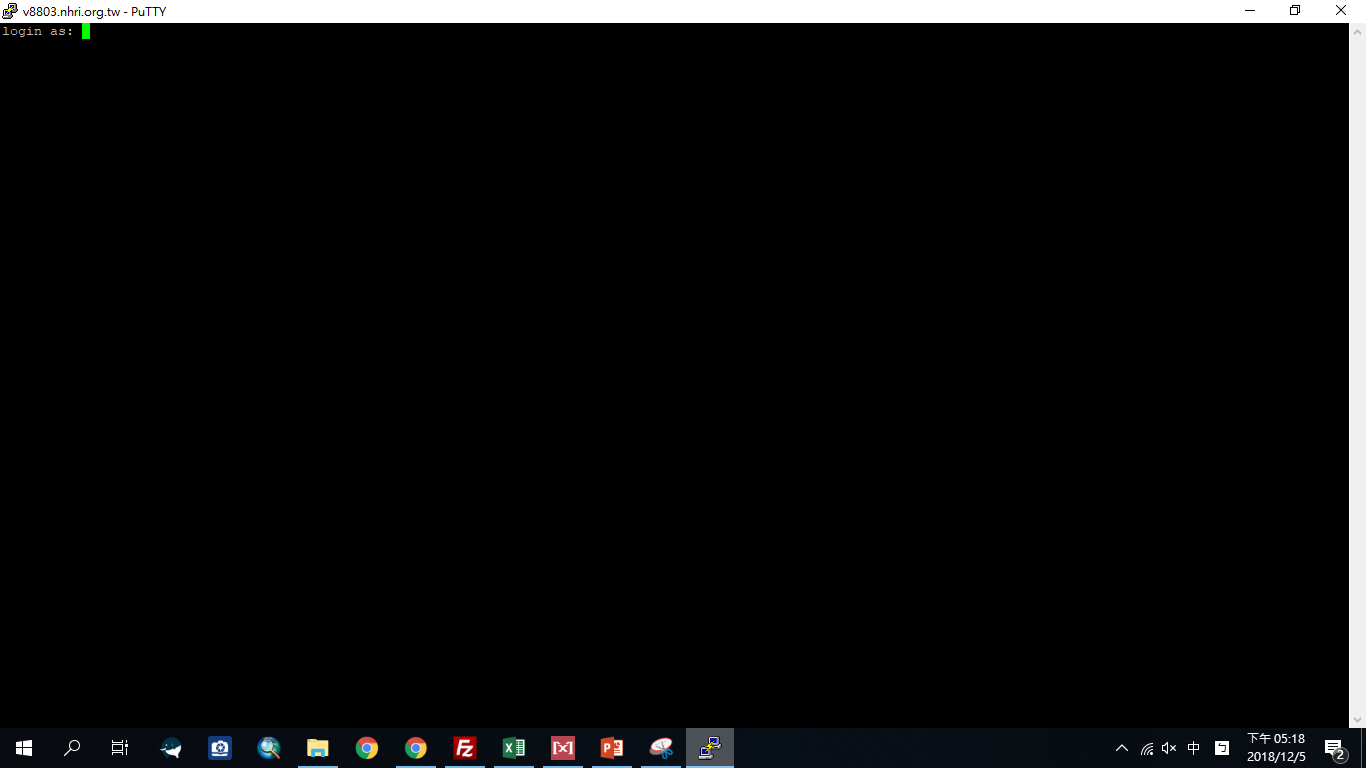 v8803.nhri.org.tw - PuTTY
login as:
中
下午 05:18
2018/12/5
2